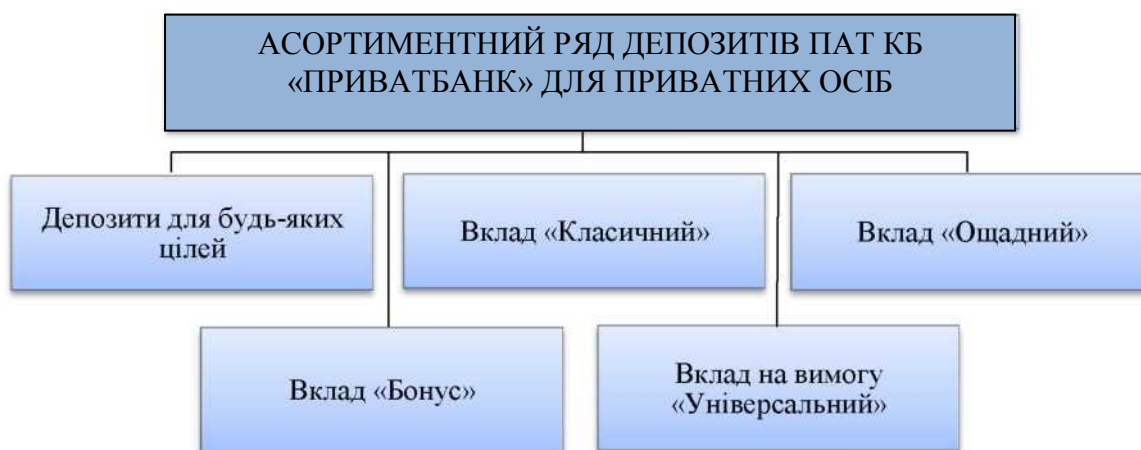 АСОРТИМЕНТНИЙ РЯД ДЕПОЗИТІВ ПАТ КБ
«ПРИВАТБАНК» ДЛЯ ПРИВАТНИХ ОСІБ
Депозити для будь-яких
цілей
Вклад «Класичний»
Вклад «Ощадний»
Вклад «Бонус»
Вклад на вимогу
«Універсальний»